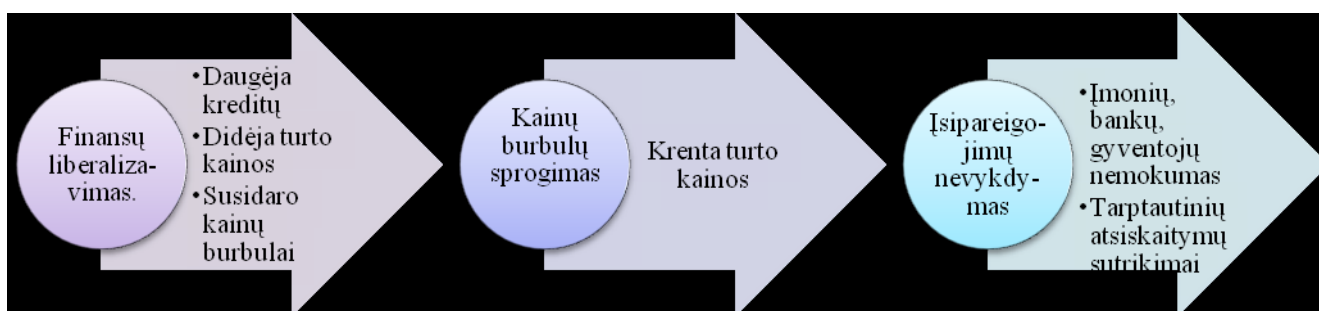 Finansų
liberaliza-
vimas.
•Daugėja
kreditų
•Didėja turto
kainos
•Susidaro
kainų
burbulai
Kainų
burbulų
sprogimas
Krenta turto
kainos
Įsipareigo-
jimų
nevykdy-
mas
•Įmonių,
bankų,
gyventojų
nemokumas
•Tarptautinių
atsiskaitymų
sutrikimai